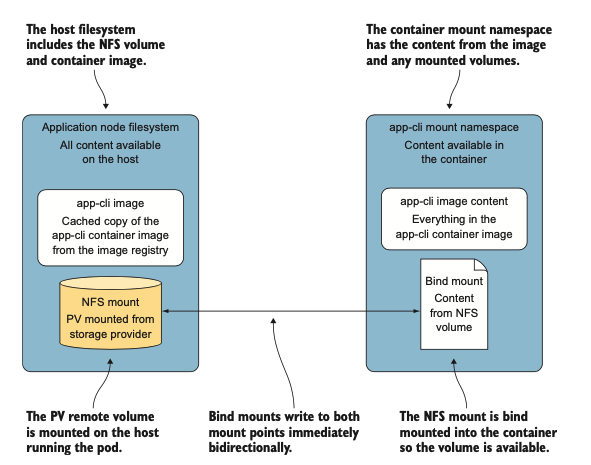 The host filesystem
includes the NFS volume
and container image.
The container mount namespace
has the content from the image
and any mounted volumes.
Application node filesystem
All content available
on the host
app-cli image
Cached copy of the
app-cli container image
from the image registry
NFS mount
PV mounted from
storage provider
app-cli mount namespace
Content available in
the container
app-cli image content
Everything in the
app-cli container image
Bind mount
Content
from NFS
volume
The PV remote volume
is mounted on the host
running the pod.
Bind mounts write to both
mount points immediately
bidirectionally.
The NFS mount is bind
mounted into the container
so the volume is available.